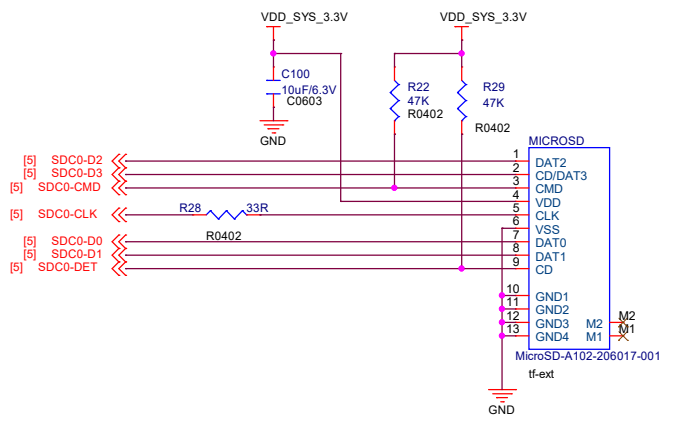 VDD_SYS_3.3V
VDD_SYS_3.3V
C100
10uF/6.3V
C0603
GND
R22
47K
R0402
R29
47K
R0402
MICROSD
[5] SDC0-D2
1 DAT2
[5] SDC0-D3
2 CD/DAT3
[5] SDC0-CMD
3 CMD
4 VDD
[5] SDC0-CLK
R28 33R
R0402
5 CLK
6 VSS
[5] SDC0-D0
7 DAT0
[5] SDC0-D1
8 DAT1
[5] SDC0-DET
9 CD
10 GND1
11 GND2
12 GND3 M2 M2
13 GND4 M1 M1
MicroSD-A102-206017-001
tf-ext
GND